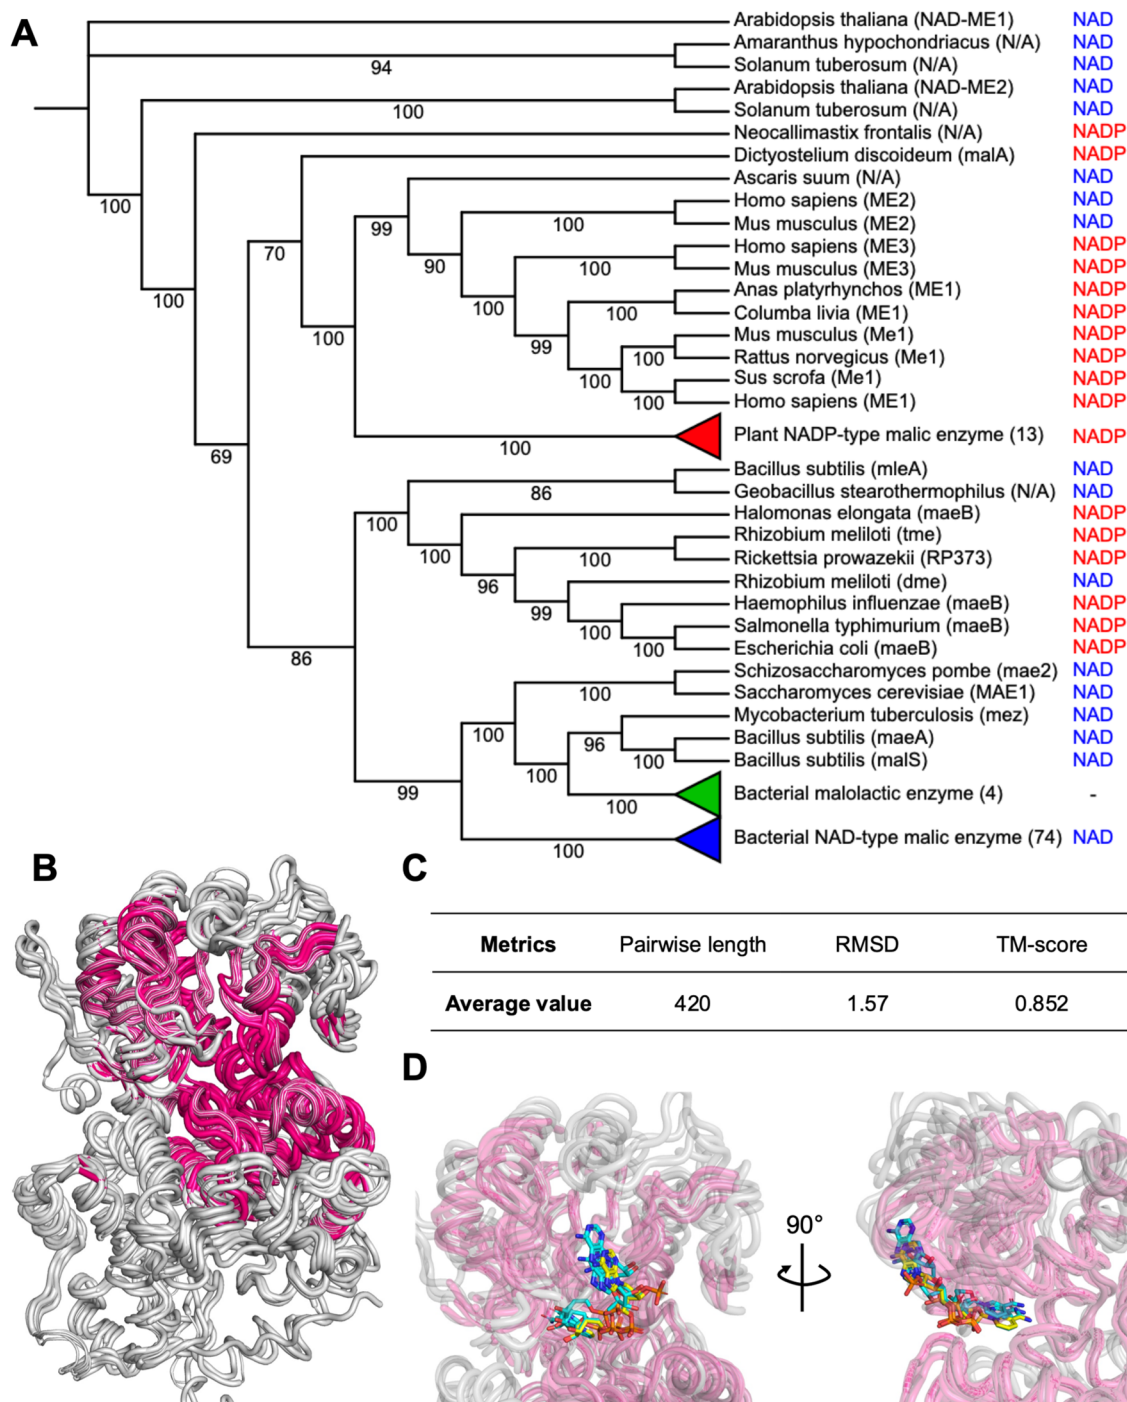 A
Arabidopsis thaliana (NAD-ME1) NAD
Amaranthus hypochondriacus (N/A) NAD
94
Solanum tuberosum (N/A) NAD
Arabidopsis thaliana (NAD-ME2) NAD
100
Solanum tuberosum (N/A) NAD
Neocallimastix frontalis (N/A) NADP
Dictyostelium discoideum (malA) NADP
Ascaris suum (N/A) NAD
100
Homo sapiens (ME2) NAD
99
100
Mus musculus (ME2) NAD
70
Homo sapiens (ME3) NADP
90
100
Mus musculus (ME3) NADP
Anas platyrhynchos (ME1) NADP
100
100
100
Columba livia (ME1) NADP
100
Mus musculus (Me1) NADP
99
100
Rattus norvegicus (Me1) NADP
100
Sus scrofa (Me1) NADP
100
Homo sapiens (ME1) NADP
Plant NADP-type malic enzyme (13) NADP
100
69
Bacillus subtilis (mleA) NAD
86
Geobacillus stearothermophilus (N/A) NAD
Halomonas elongata (maeB) NADP
100
Rhizobium meliloti (tme) NADP
100
100
Rickettsia prowazekii (RP373) NADP
96
Rhizobium meliloti (dme) NAD
Haemophilus influenzae (maeB) NADP
99
Salmonella typhimurium (maeB) NADP
100
Escherichia coli (maeB) NADP
100
86
Schizosaccharomyces pombe (mae2) NAD
100
Saccharomyces cerevisiae (MAE1) NAD
Mycobacterium tuberculosis (mez) NAD
100
Bacillus subtilis (maeA) NAD
96
Bacillus subtilis (malS) NAD
100
100
99
Bacterial malolactic enzyme (4) -
100
Bacterial NAD-type malic enzyme (74) NAD
100
B
C
Metrics Pairwise length RMSD TM-score
Average value 420 1.57 0.852
D
90°